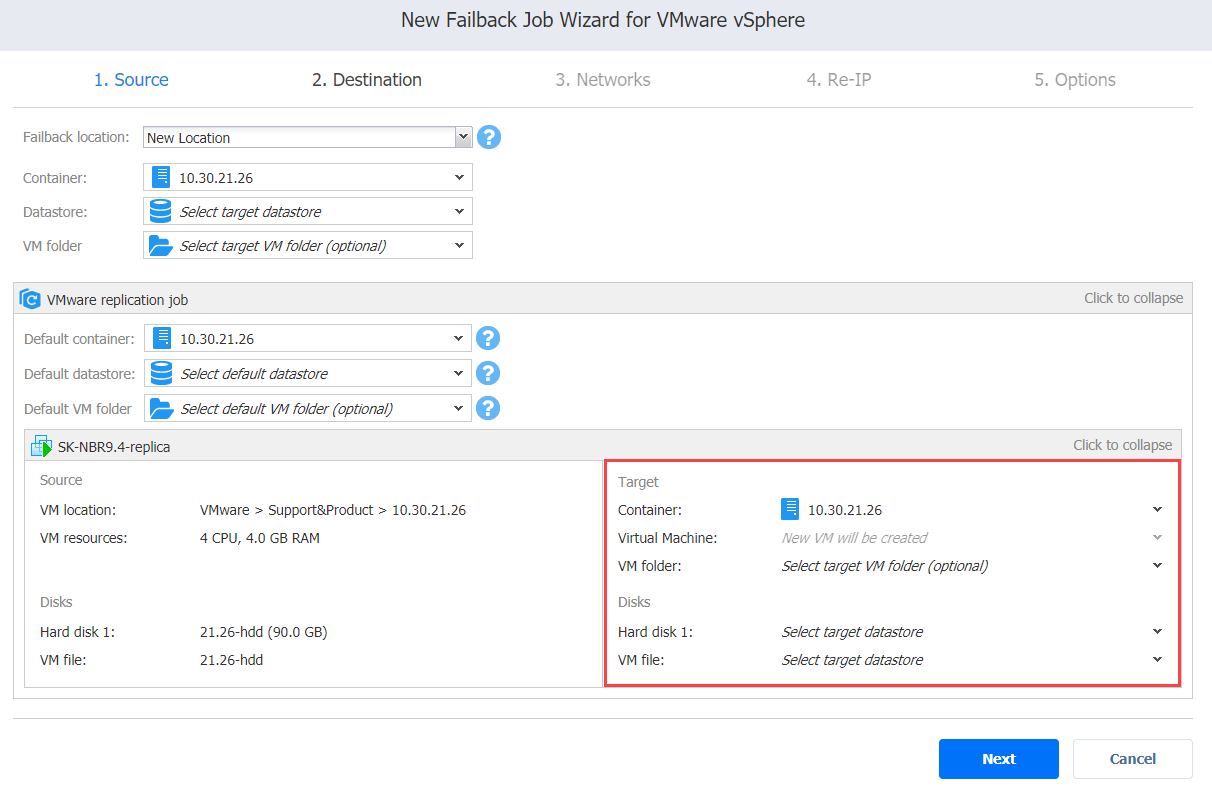 New Failback Job Wizard for VMware vSphere
1. Source 2. Destination 3. Networks 4. Re-IP 5. Options
Failback location: New Location ?
Container: 10.30.21.26
Datastore: Select target datastore
VM folder Select target VM folder (optional)
VMware replication job Click to collapse
Default container: 10.30.21.26 ?
Default datastore: Select default datastore ?
Default VM folder Select default VM folder (optional) ?
SK-NBR9.4-replica Click to collapse
Source
VM location: VMware > Support&Product > 10.30.21.26
VM resources: 4 CPU, 4.0 GB RAM
Disks
Hard disk 1: 21.26-hdd (90.0 GB)
VM file: 21.26-hdd
Target
Container: 10.30.21.26
Virtual Machine: New VM will be created
VM folder: Select target VM folder (optional)
Disks
Hard disk 1: Select target datastore
VM file: Select target datastore
Next Cancel